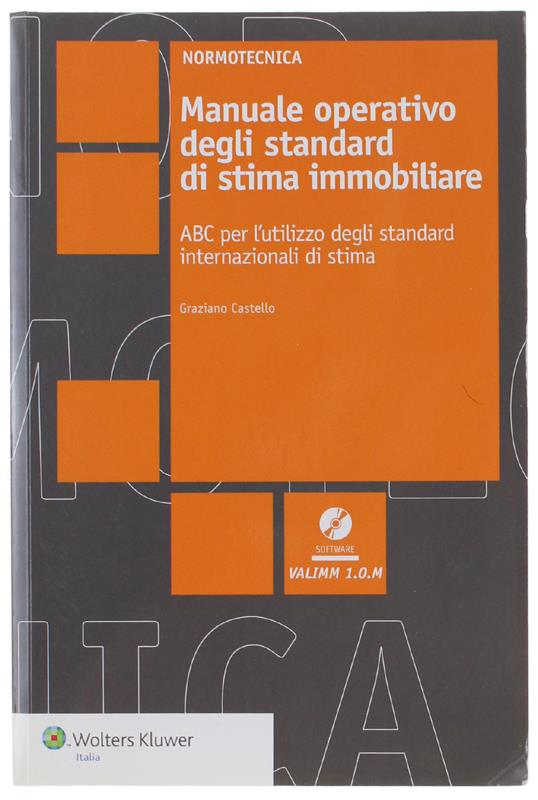 NORMOTECNICA
Manuale operativo
degli standard
di stima immobiliare
ABC per l'utilizzo degli standard
internazionali di stima
Graziano Castello
SOFTWARE
VALIMM 1.0.M
Wolters Kluwer
Italia